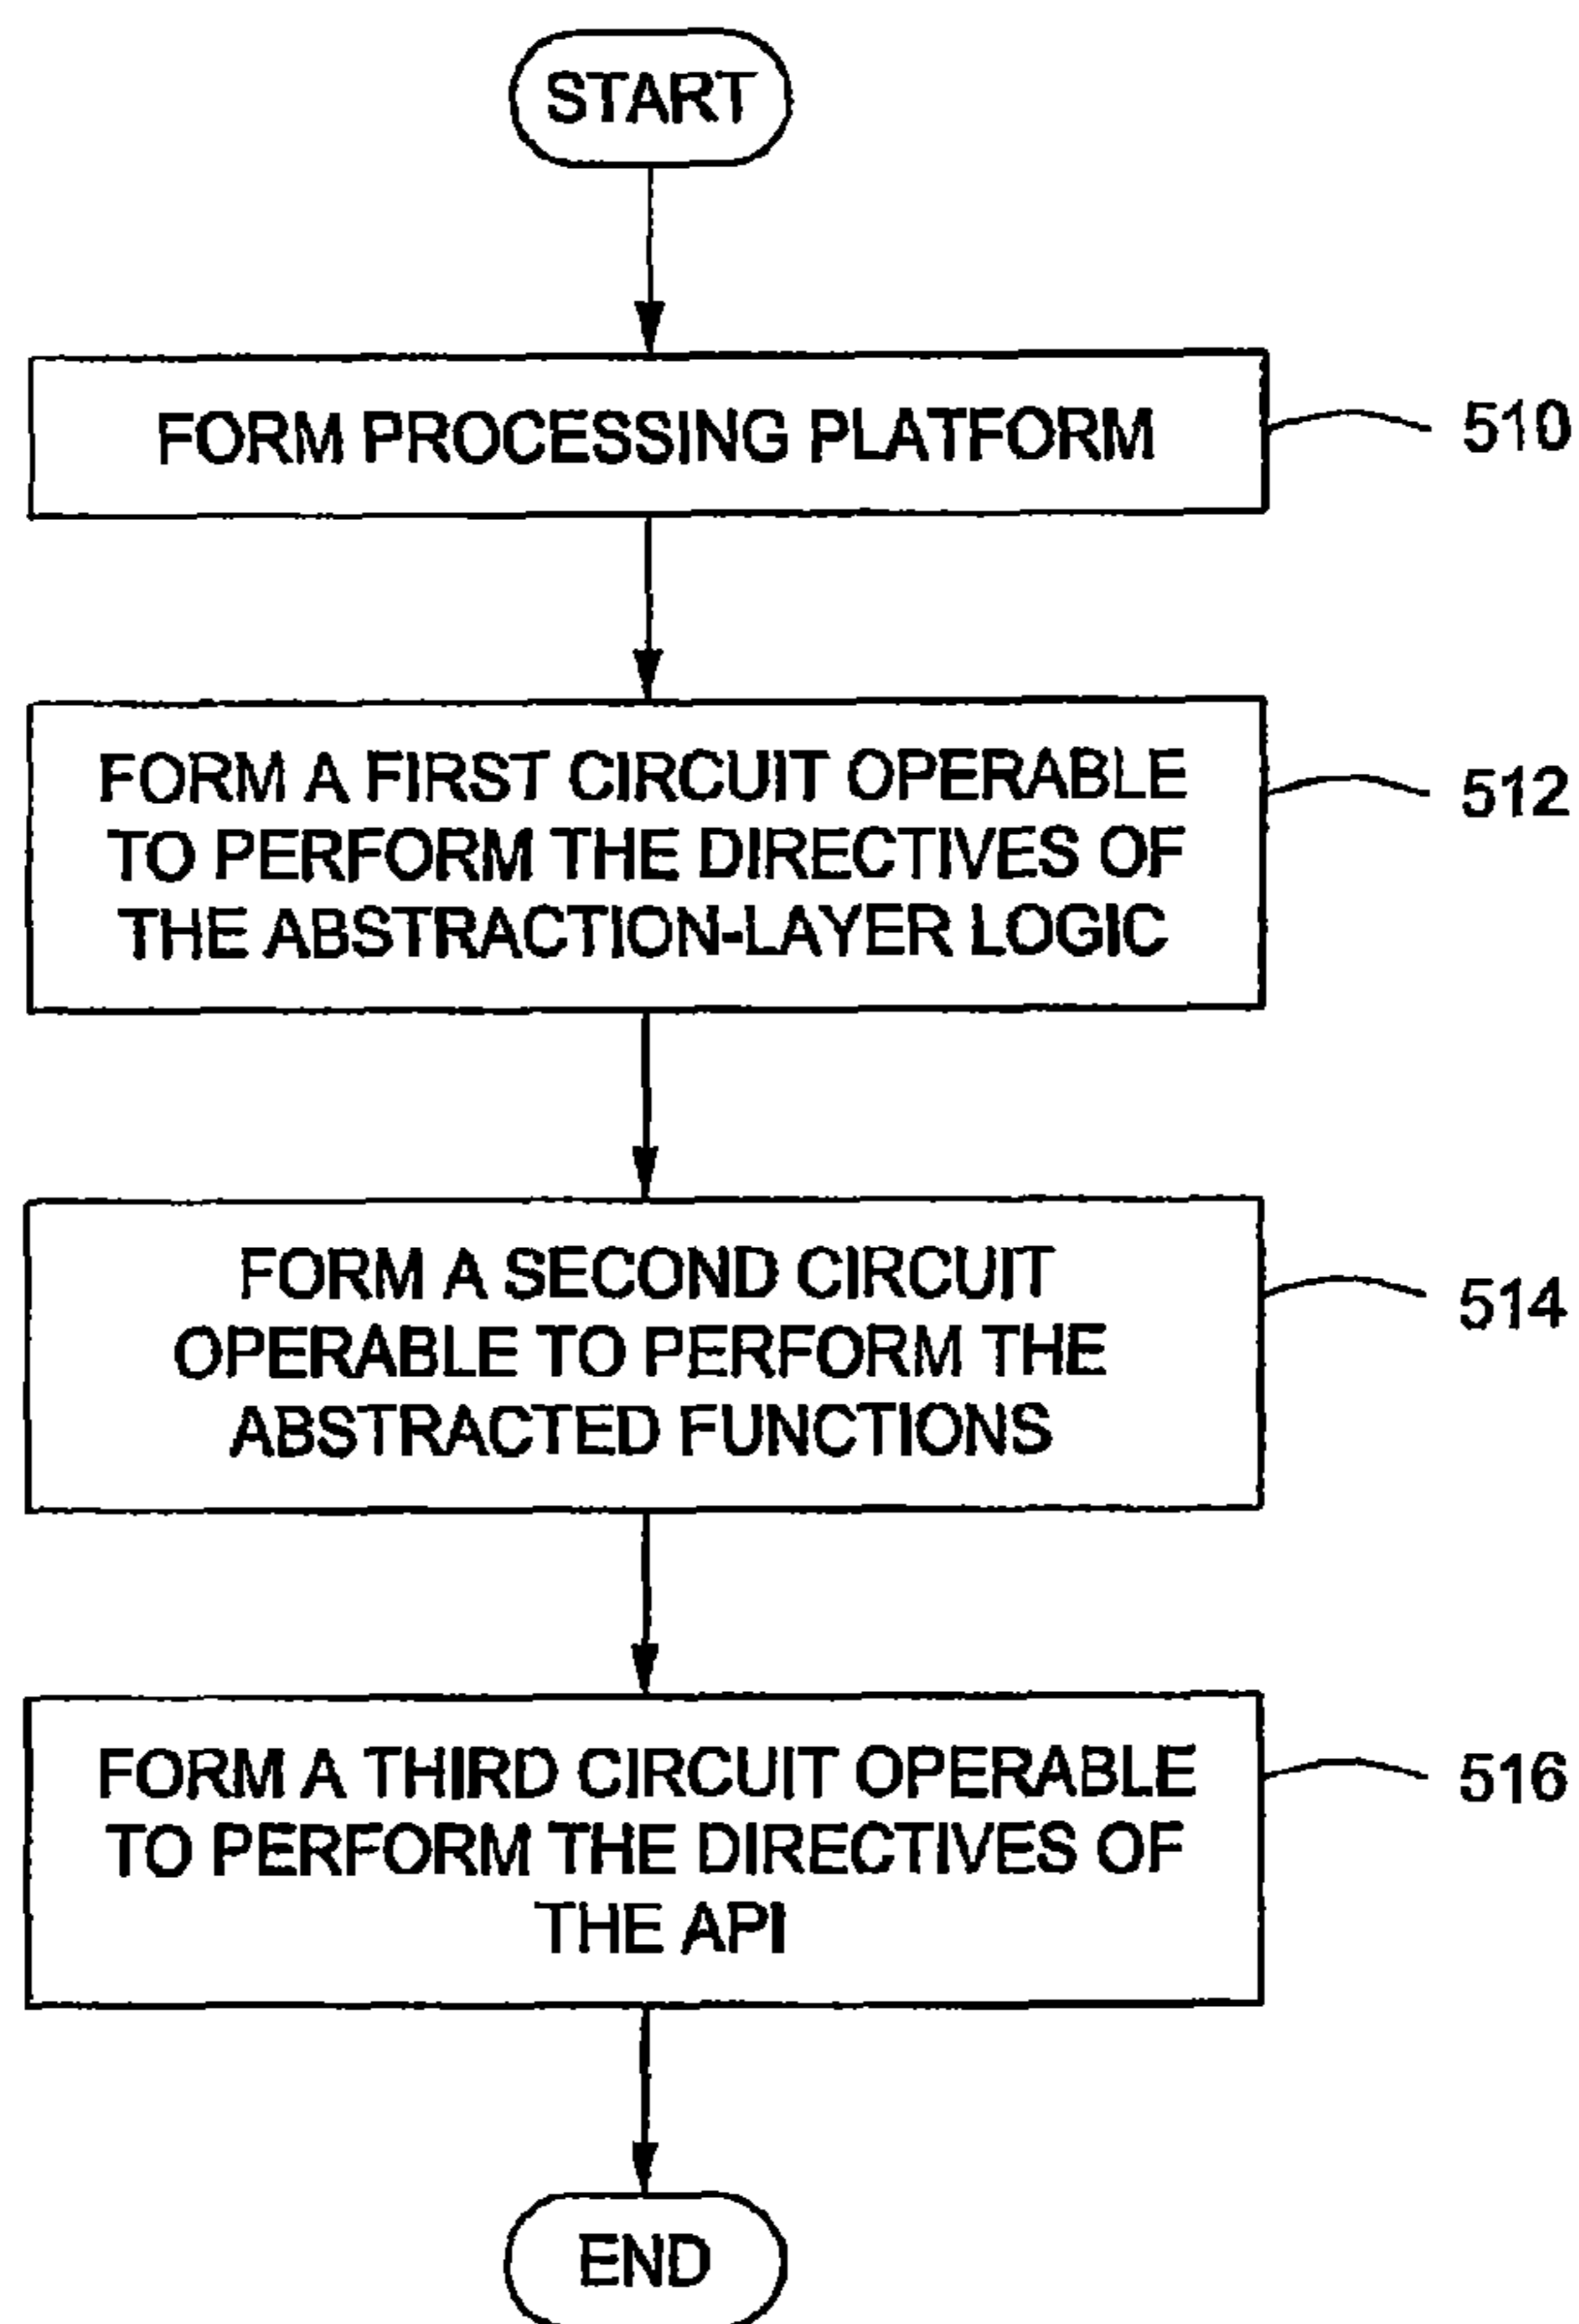 START
FORM PROCESSING PLATFORM
510
FORM A FIRST CIRCUIT OPERABLE
TO PERFORM THE DIRECTIVES OF
THE ABSTRACTION-LAYER LOGIC
512
FORM A SECOND CIRCUIT
OPERABLE TO PERFORM THE
ABSTRACTED FUNCTIONS
514
FORM A THIRD CIRCUIT OPERABLE
TO PERFORM THE DIRECTIVES OF
THE API
516
END